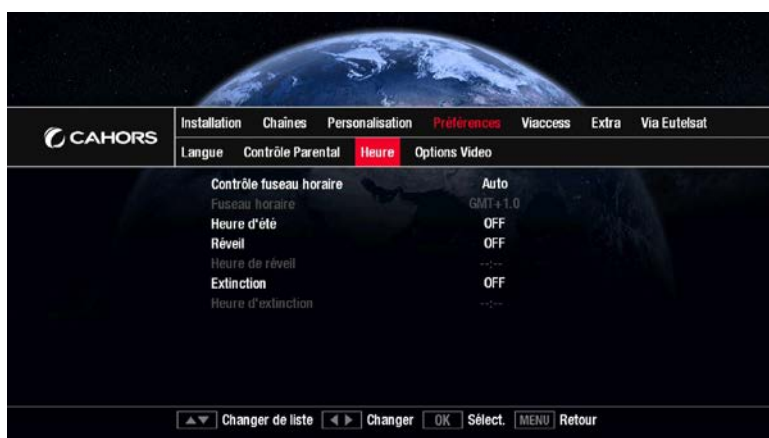 CAHORS
Installation Chaînes Personalisation Préférences Viaccess Extra Via Eutelsat
Langue Contrôle Parental Heure Options Video
Contrôle fuseau horaire Auto
Fuseau horaire GMT+1.0
Heure d'été OFF
Réveil OFF
Heure de réveil --:--
Extinction OFF
Heure d'extinction --:--
Changer de liste Changer OK Sélect. MENU Retour